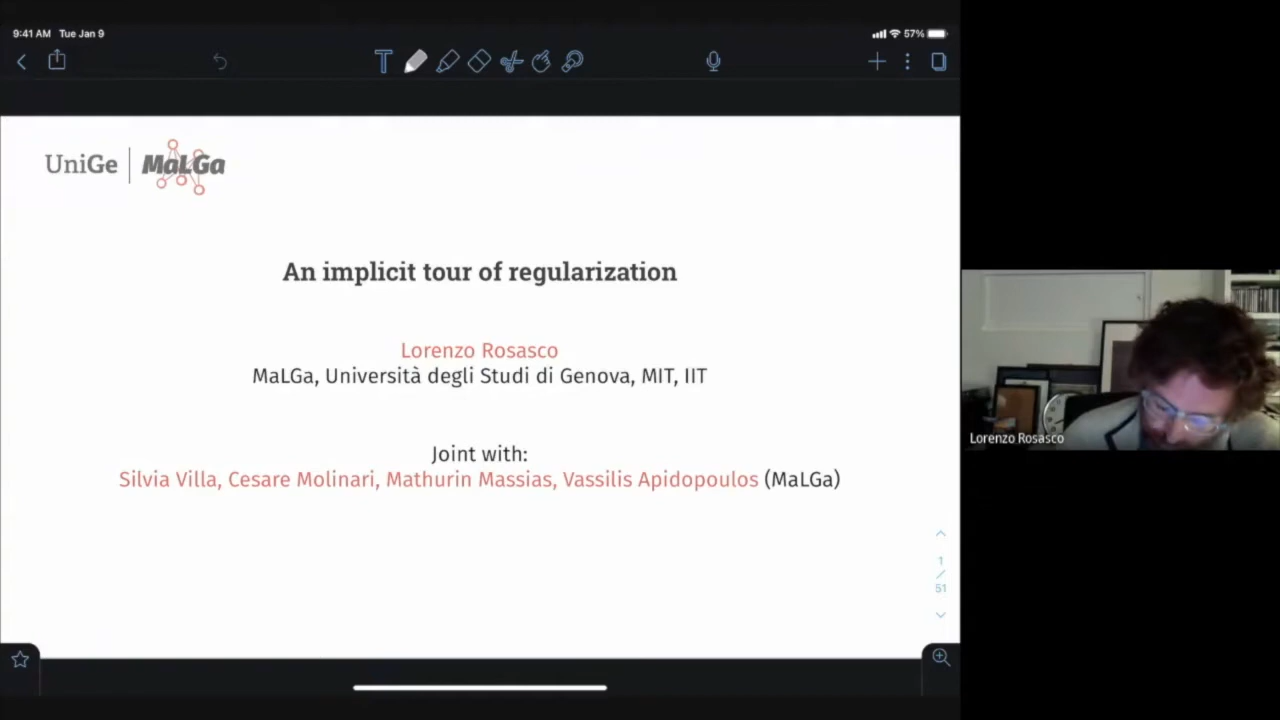 9:41 AM Tue Jan 9
57%
T
UniGe | MaLGa
An implicit tour of regularization
Lorenzo Rosasco
MaLGa, Università degli Studi di Genova, MIT, IIT
Joint with:
Silvia Villa, Cesare Molinari, Mathurin Massias, Vassilis Apidopoulos (MaLGa)
1
/
51
Lorenzo Rosasco